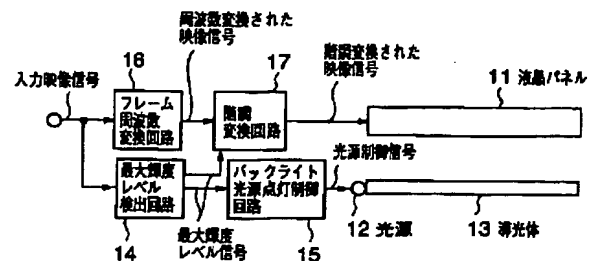 周波数変換された
映像信号
階調変換された
映像信号
入力映像信号
16
17
11 液晶パネル
フレーム
周波数
変換回路
階調
変換回路
光源制御信号
最大輝度
レベル
検出回路
バックライト
光源点灯制御
回路
14
最大輝度
レベル信号
15
12 光源
13 導光体